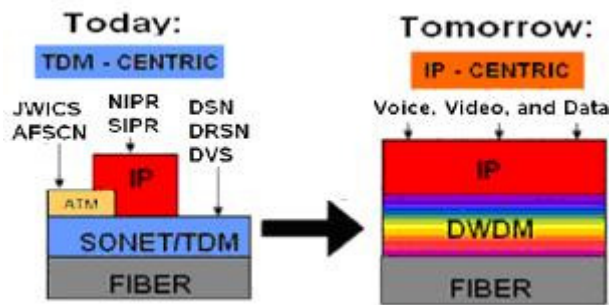 Today:
TDM - CENTRIC
JWICS
AFSCN
NIPR
SIPR
DSN
DRSN
DVS
IP
ATM
SONET/TDM
FIBER
Tomorrow:
IP - CENTRIC
Voice, Video, and Data
IP
DWDM
FIBER